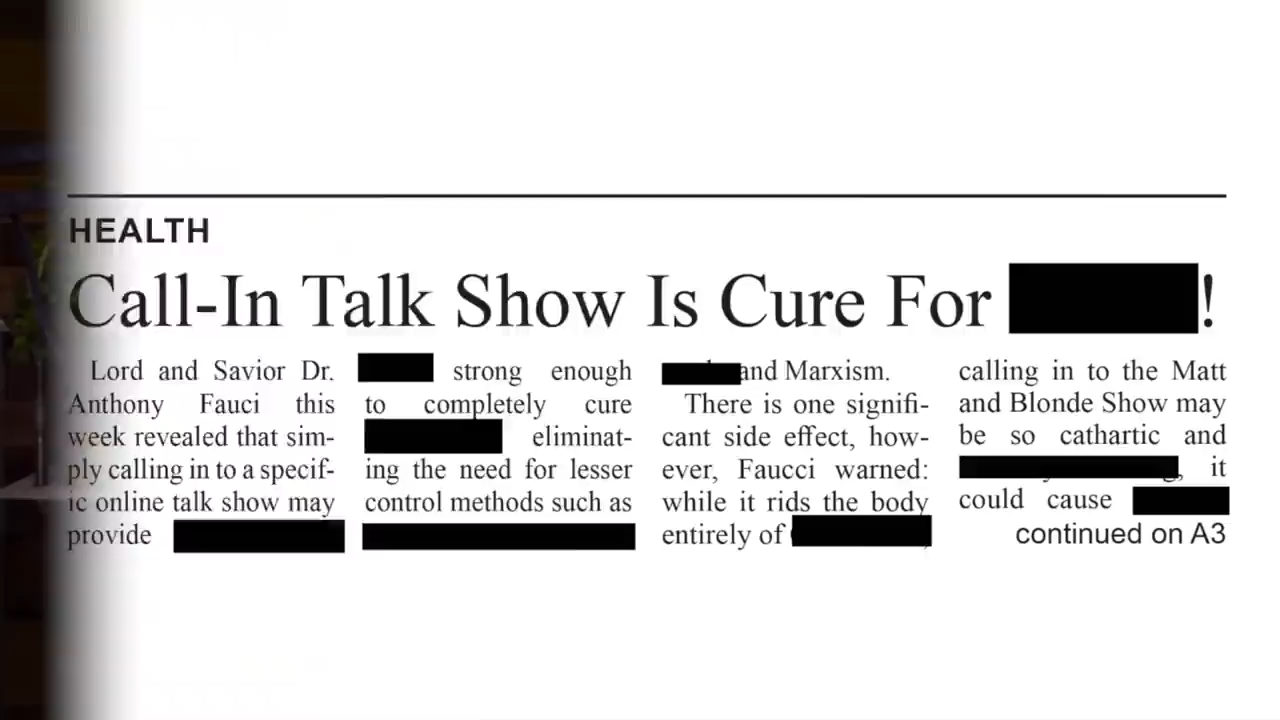 HEALTH
Call-In Talk Show Is Cure For !
Lord and Savior Dr.
Anthony Fauci this
week revealed that sim-
ply calling in to a specif-
ic online talk show may
provide
strong enough
to completely cure
eliminat-
ing the need for lesser
control methods such as
and Marxism.
There is one signifi-
cant side effect, how-
ever, Faucci warned:
while it rids the body
entirely of
calling in to the Matt
and Blonde Show may
be so cathartic and
, it
could cause
continued on A3